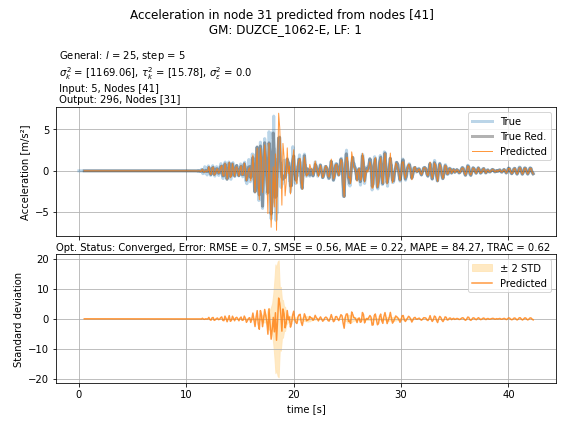 Acceleration in node 31 predicted from nodes [41]
GM: DUZCE_1062-E, LF: 1
General: l = 25, step = 5
σ²ₖ = [1169.06], τ²ₖ = [15.78], σ²_ε = 0.0
Input: 5, Nodes [41]
Output: 296, Nodes [31]
True
True Red.
Predicted
5
0
−5
Acceleration [m/s²]
Opt. Status: Converged, Error: RMSE = 0.7, SMSE = 0.56, MAE = 0.22, MAPE = 84.27, TRAC = 0.62
± 2 STD
Predicted
20
10
0
−10
−20
Standard deviation
0 10 20 30 40
time [s]